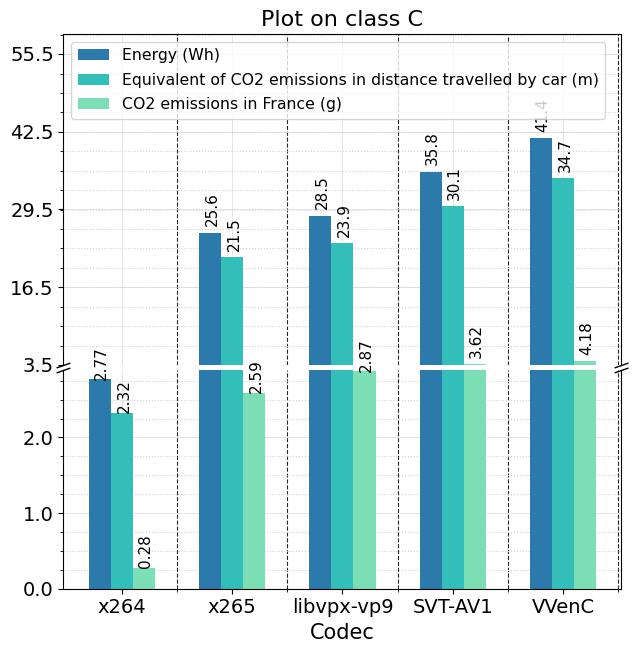 Plot on class C
Energy (Wh)
Equivalent of CO2 emissions in distance travelled by car (m)
CO2 emissions in France (g)
55.5
42.5
29.5
16.5
3.5
2.0
1.0
0.0
2.77
2.32
0.28
25.6
21.5
2.59
28.5
23.9
2.87
35.8
30.1
3.62
41.4
34.7
4.18
x264
x265
libvpx-vp9
SVT-AV1
VVenC
Codec